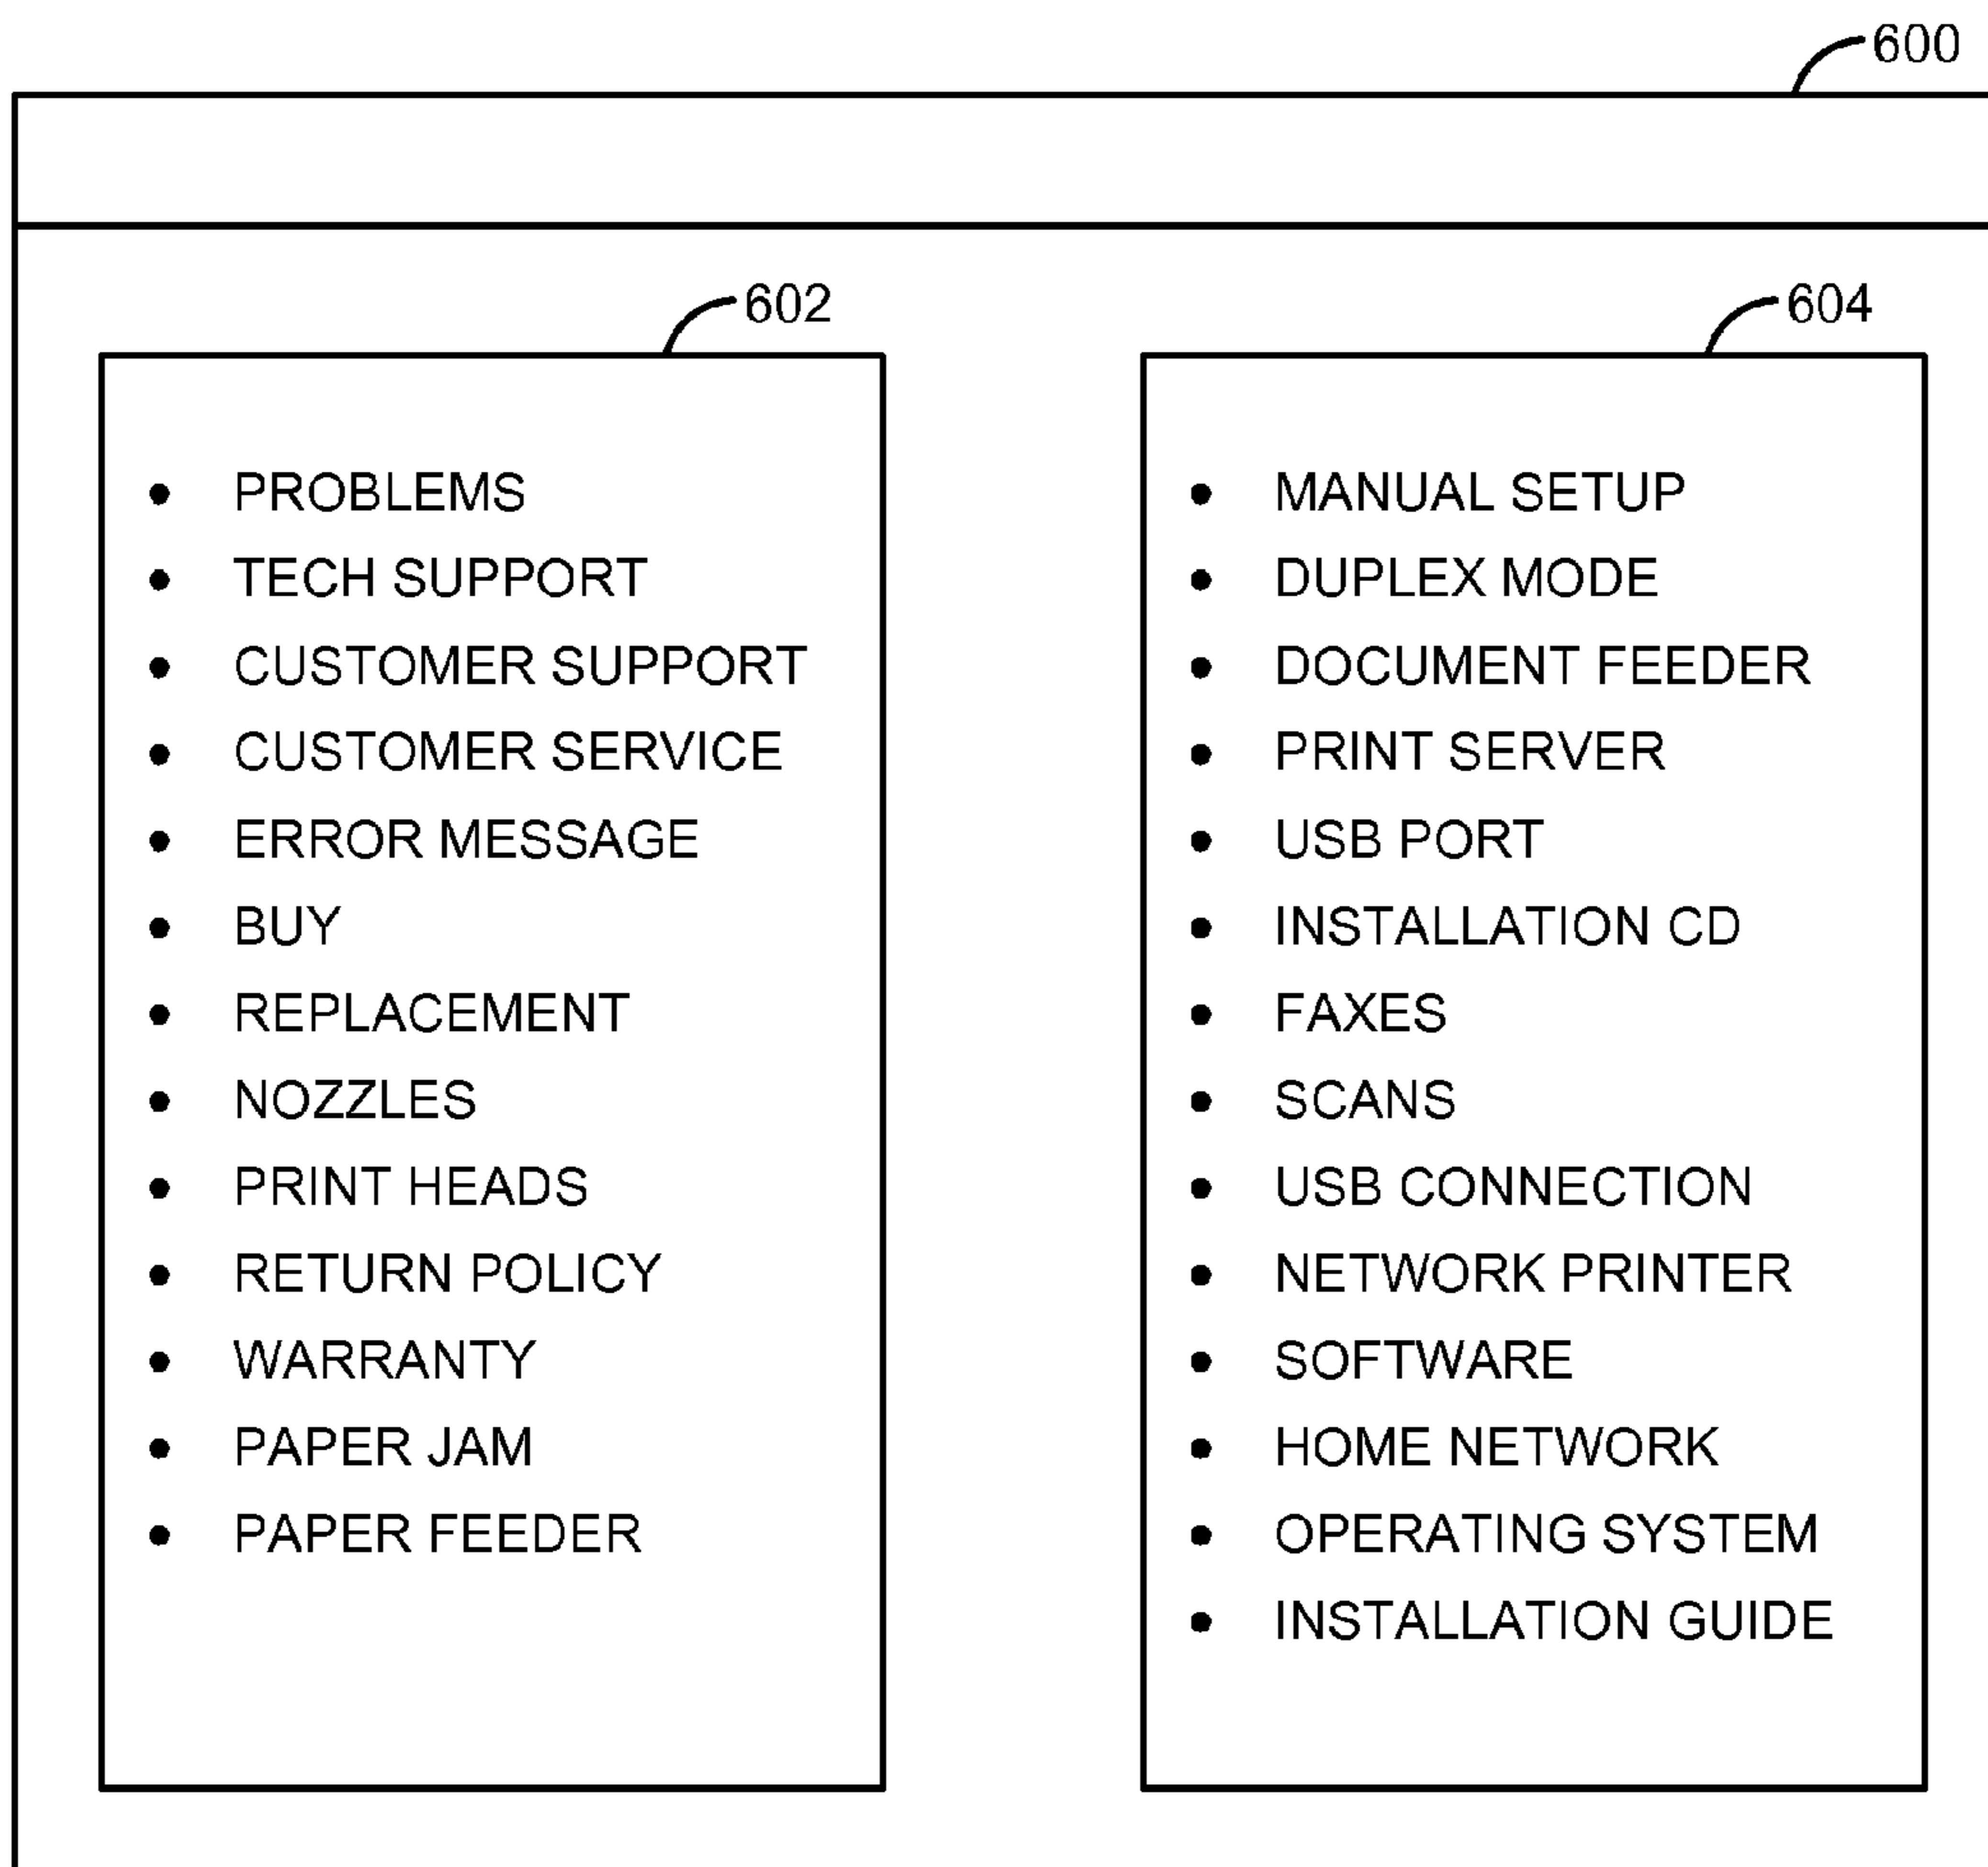 600
602
• PROBLEMS
• TECH SUPPORT
• CUSTOMER SUPPORT
• CUSTOMER SERVICE
• ERROR MESSAGE
• BUY
• REPLACEMENT
• NOZZLES
• PRINT HEADS
• RETURN POLICY
• WARRANTY
• PAPER JAM
• PAPER FEEDER
604
• MANUAL SETUP
• DUPLEX MODE
• DOCUMENT FEEDER
• PRINT SERVER
• USB PORT
• INSTALLATION CD
• FAXES
• SCANS
• USB CONNECTION
• NETWORK PRINTER
• SOFTWARE
• HOME NETWORK
• OPERATING SYSTEM
• INSTALLATION GUIDE